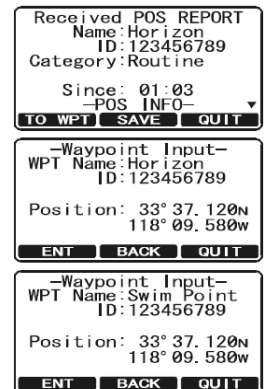 Received POS REPORT
Name:Horizon
ID:123456789
Category:Routine
Since: 01:03
—POS INFO— ▼
TO WPT SAVE QUIT
—Waypoint Input—
WPT Name:Horizon
ID:123456789
Position: 33°37.120N
118°09.580W
ENT BACK QUIT
—Waypoint Input—
WPT Name:Swim Point
ID:123456789
Position: 33°37.120N
118°09.580W
ENT BACK QUIT